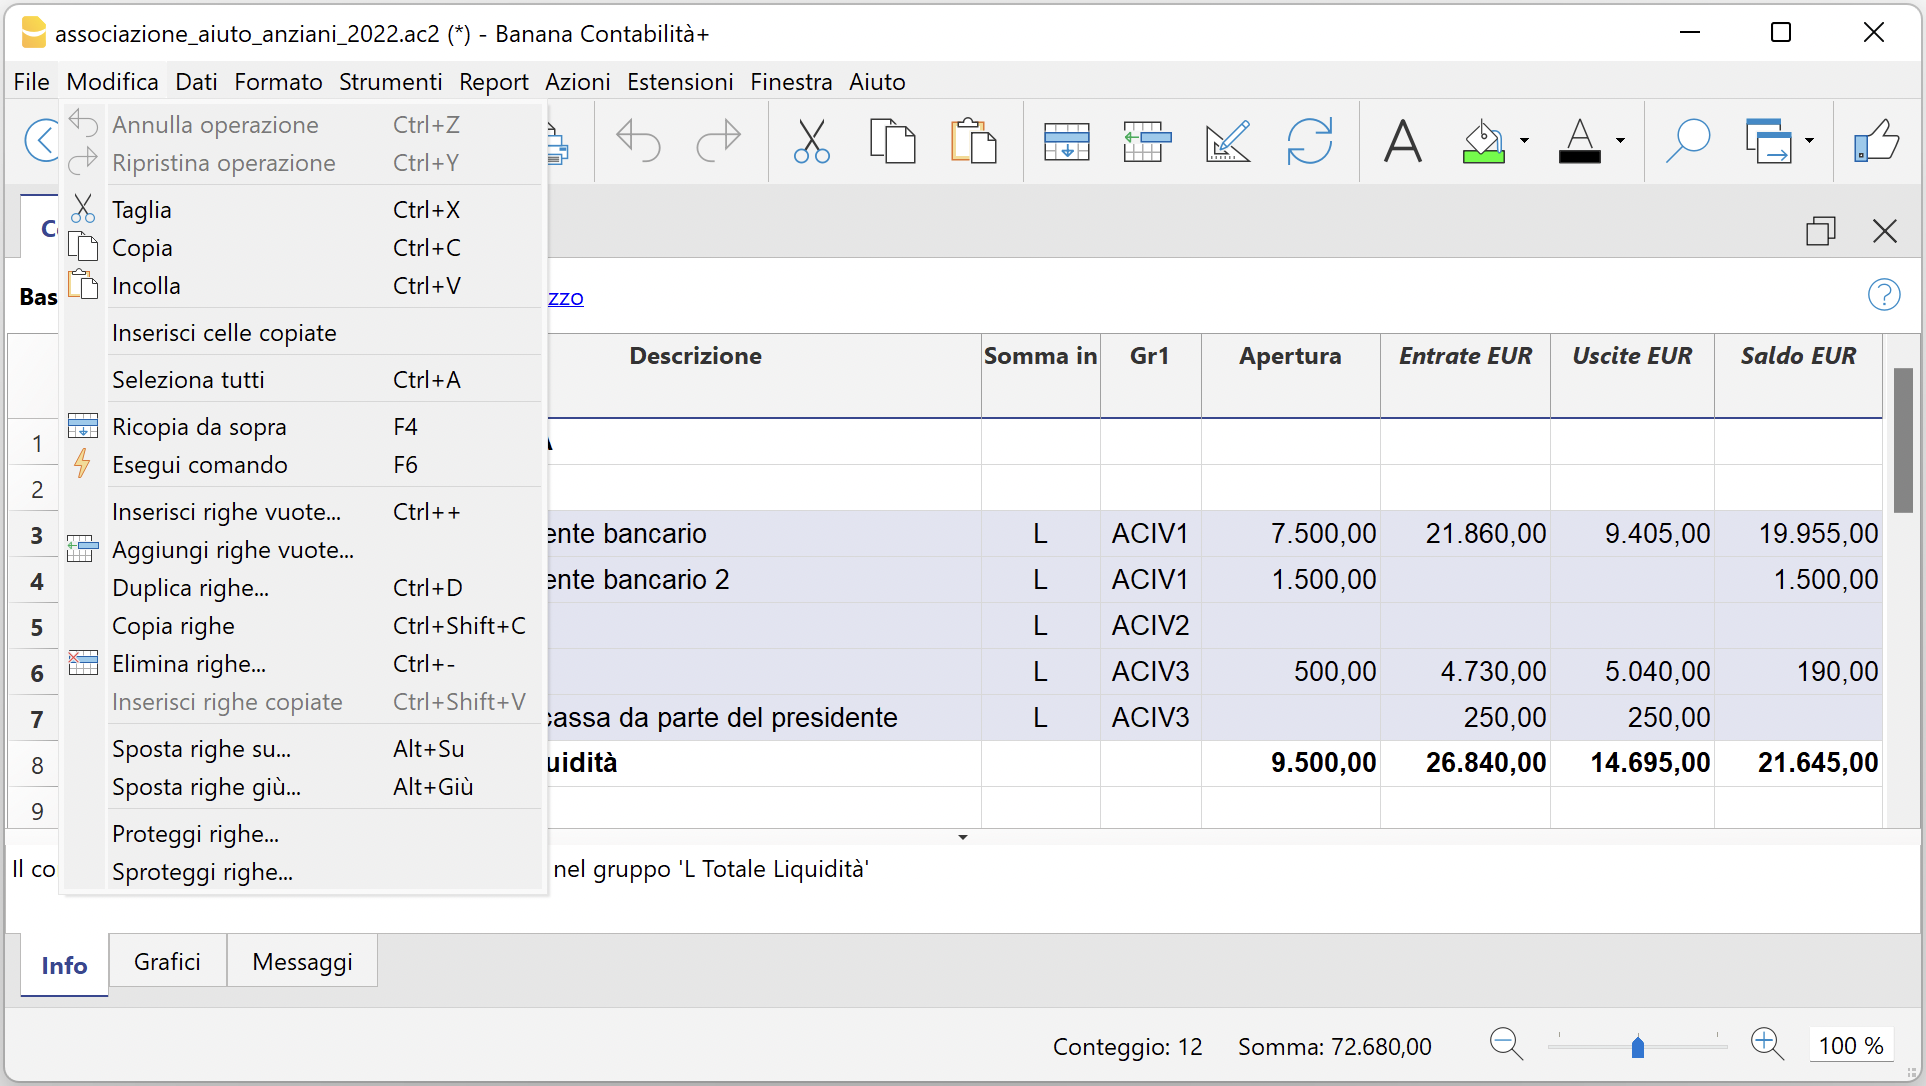 associazione_aiuto_anziani_2022.ac2 (*) - Banana Contabilità+
File Modifica Dati Formato Strumenti Report Azioni Estensioni Finestra Aiuto
Annulla operazione Ctrl+Z
Ripristina operazione Ctrl+Y
Taglia Ctrl+X
Copia Ctrl+C
Incolla Ctrl+V
Inserisci celle copiate
Seleziona tutti Ctrl+A
Ricopia da sopra F4
Esegui comando F6
Inserisci righe vuote... Ctrl++
Aggiungi righe vuote...
Duplica righe... Ctrl+D
Copia righe Ctrl+Shift+C
Elimina righe... Ctrl+-
Inserisci righe copiate Ctrl+Shift+V
Sposta righe su... Alt+Su
Sposta righe giù... Alt+Giù
Proteggi righe...
Sproteggi righe...
Bas zzo
Descrizione Somma in Gr1 Apertura Entrate EUR Uscite EUR Saldo EUR
1
2
3 ente bancario L ACIV1 7.500,00 21.860,00 9.405,00 19.955,00
4 ente bancario 2 L ACIV1 1.500,00 1.500,00
5 L ACIV2
6 L ACIV3 500,00 4.730,00 5.040,00 190,00
7 cassa da parte del presidente L ACIV3 250,00 250,00
8 uidità 9.500,00 26.840,00 14.695,00 21.645,00
9
Il co nel gruppo 'L Totale Liquidità'
Info Grafici Messaggi
Conteggio: 12 Somma: 72.680,00 100 %